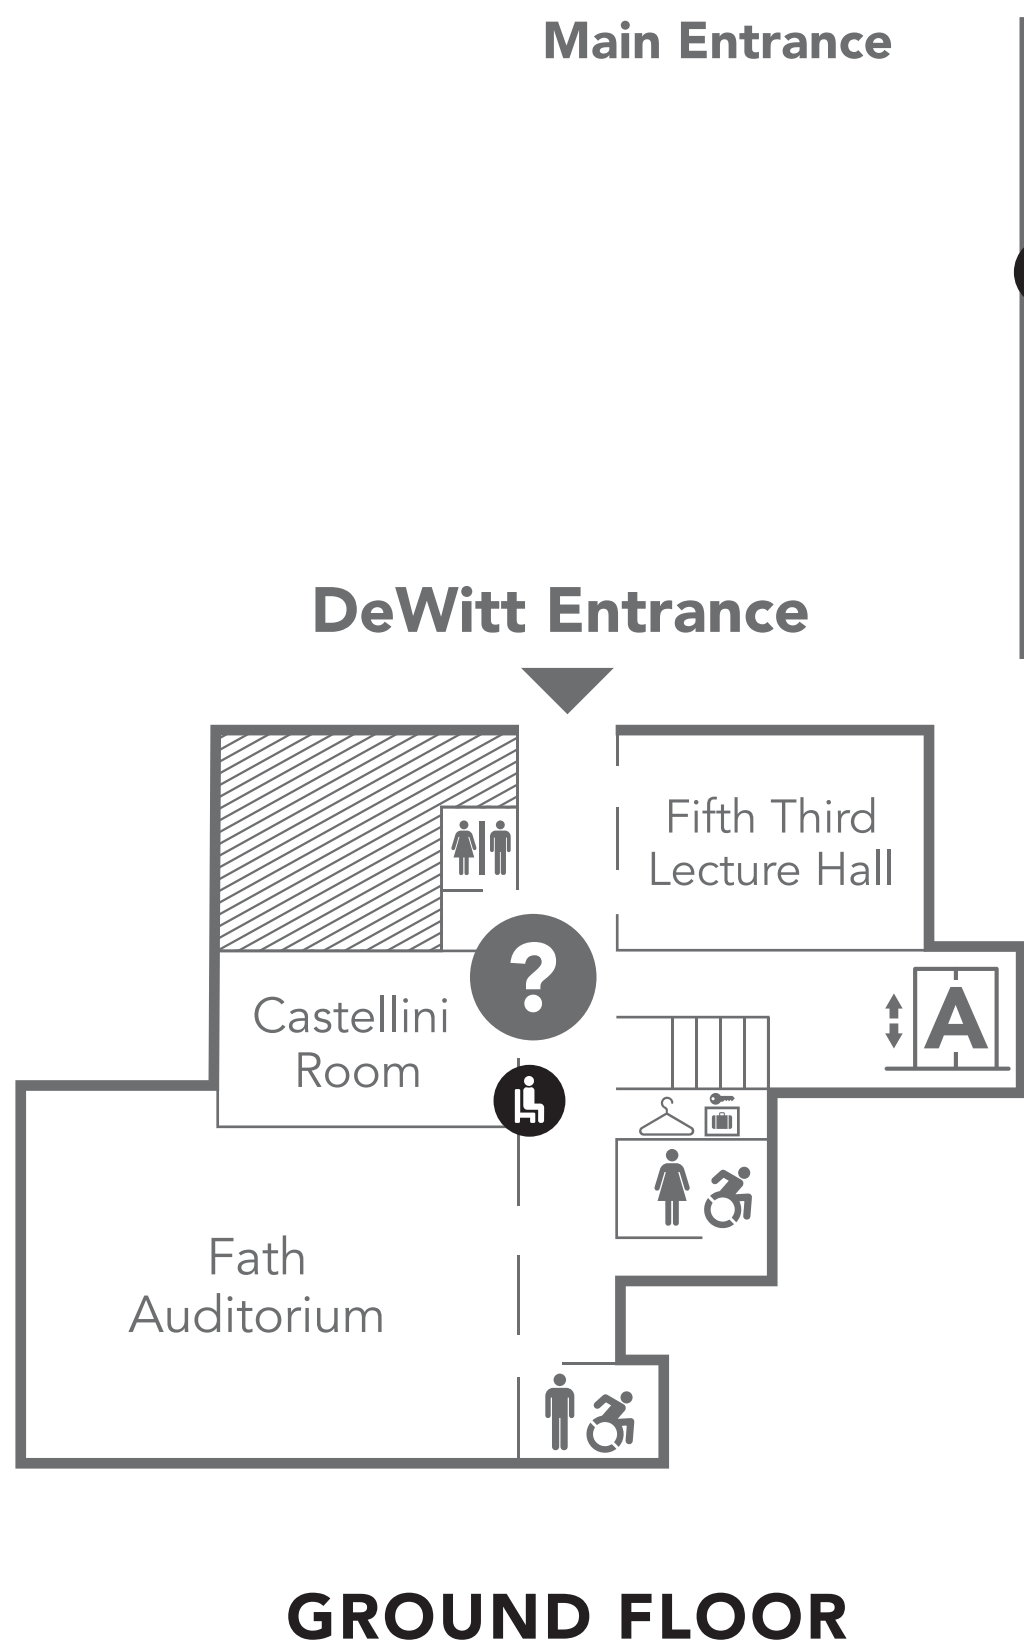 Main Entrance
DeWitt Entrance
Fifth Third
Lecture Hall
?
Castellini
Room
A
Fath
Auditorium
GROUND FLOOR